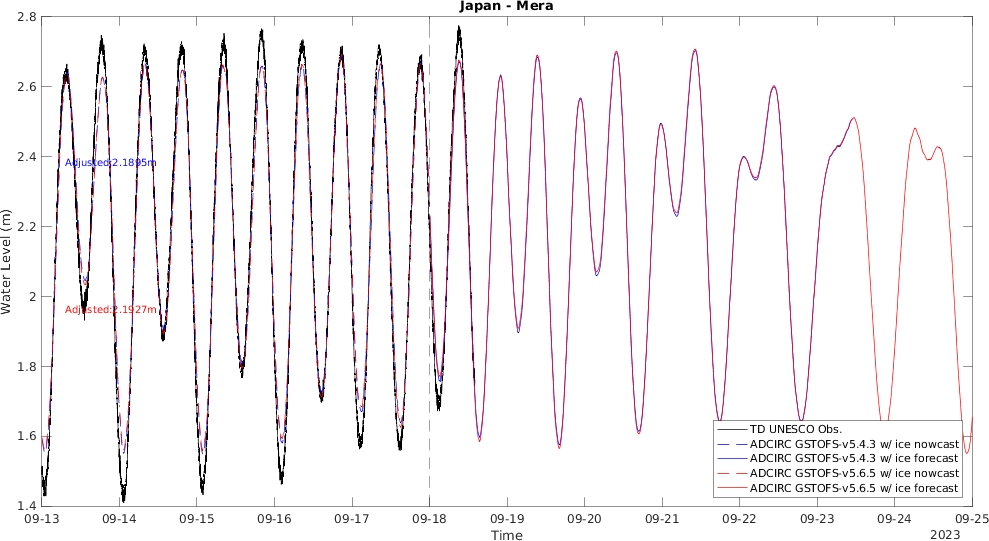 Japan - Mera
Water Level (m)
2.8
2.6
2.4
2.2
2
1.8
1.6
1.4
Adjusted:2.1895m
Adjusted:2.1927m
TD UNESCO Obs.
ADCIRC GSTOFS-v5.4.3 w/ ice nowcast
ADCIRC GSTOFS-v5.4.3 w/ ice forecast
ADCIRC GSTOFS-v5.6.5 w/ ice nowcast
ADCIRC GSTOFS-v5.6.5 w/ ice forecast
09-13 09-14 09-15 09-16 09-17 09-18 09-19 09-20 09-21 09-22 09-23 09-24 09-25
Time
2023